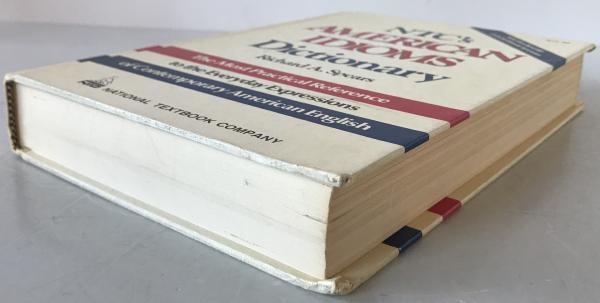 NTC's
AMERICAN
IDIOMS
Dictionary
Richard A. Spears
The Most Practical Reference
to the Everyday Expressions
of Contemporary American English
NATIONAL TEXTBOOK COMPANY